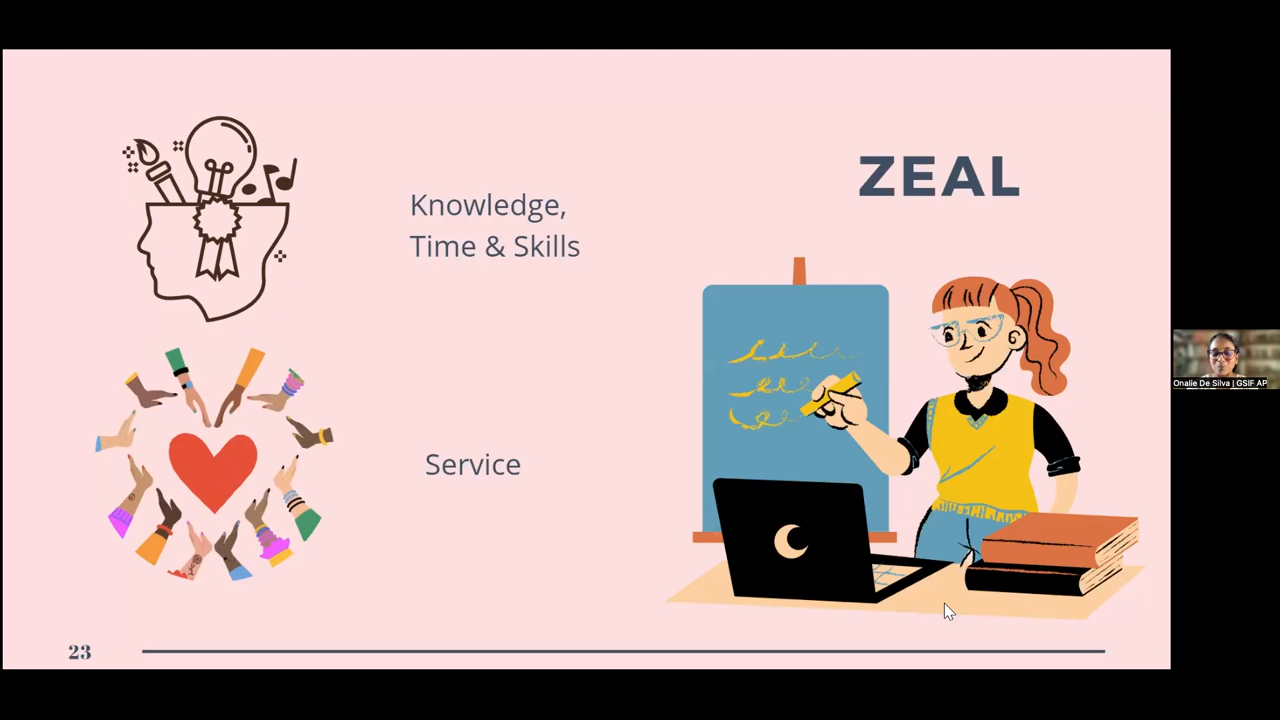 ZEAL
Knowledge,
Time & Skills
Service
23
Onalie De Silva | GSIF AP